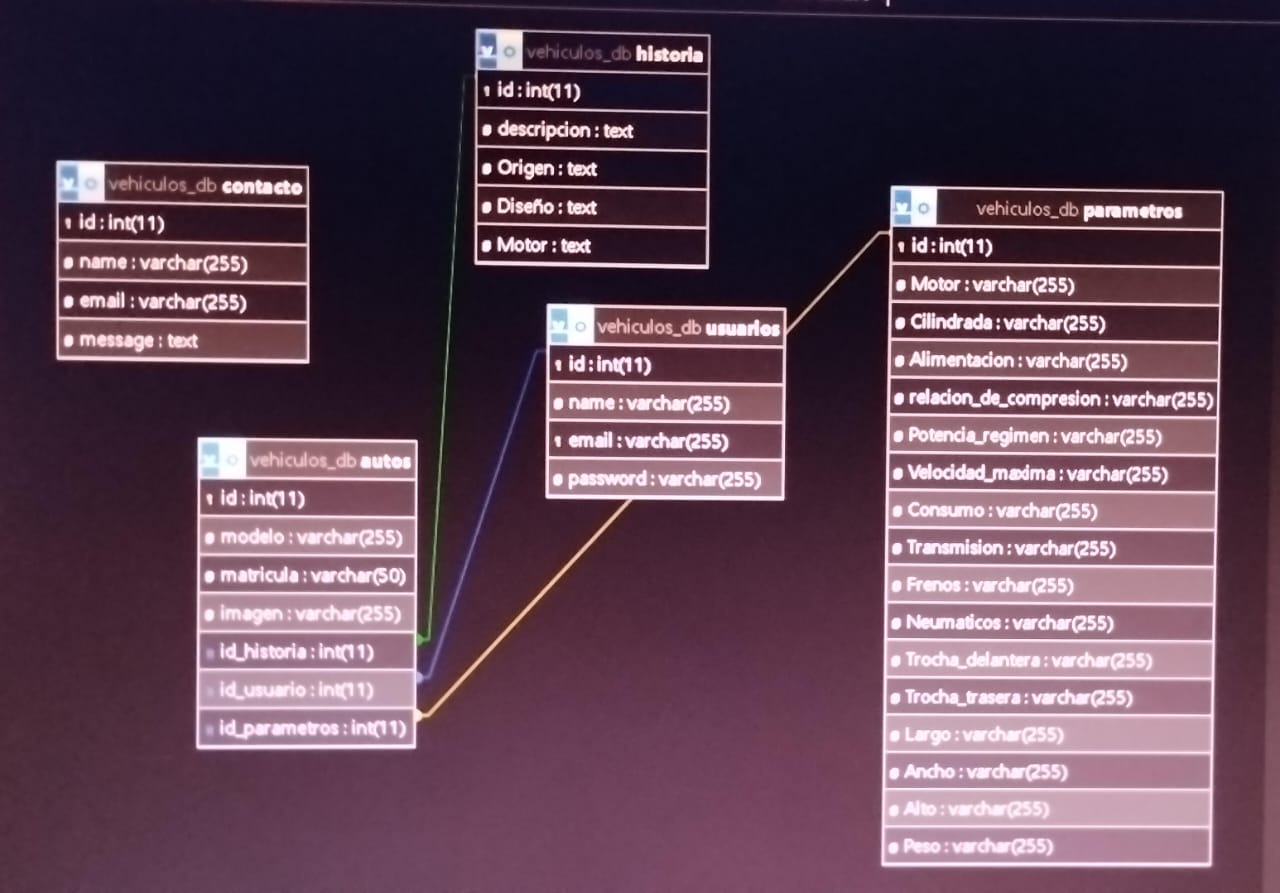 vehiculos_db historia
id : int(11)
descripcion : text
Origen : text
Diseño : text
Motor : text
vehiculos_db contacto
id : int(11)
name : varchar(255)
email : varchar(255)
message : text
vehiculos_db parametros
id : int(11)
Motor : varchar(255)
Cilindrada : varchar(255)
Alimentacion : varchar(255)
relacion_de_compresion : varchar(255)
Potencia_regimen : varchar(255)
Velocidad_maxima : varchar(255)
Consumo : varchar(255)
Transmision : varchar(255)
Frenos : varchar(255)
Neumaticos : varchar(255)
Trocha_delantera : varchar(255)
Trocha_trasera : varchar(255)
Largo : varchar(255)
Ancho : varchar(255)
Alto : varchar(255)
Peso : varchar(255)
vehiculos_db usuarios
id : int(11)
name : varchar(255)
email : varchar(255)
password : varchar(255)
vehiculos_db autos
id : int(11)
modelo : varchar(255)
matricula : varchar(50)
imagen : varchar(255)
id_historia : int(11)
id_usuario : int(11)
id_parametros : int(11)